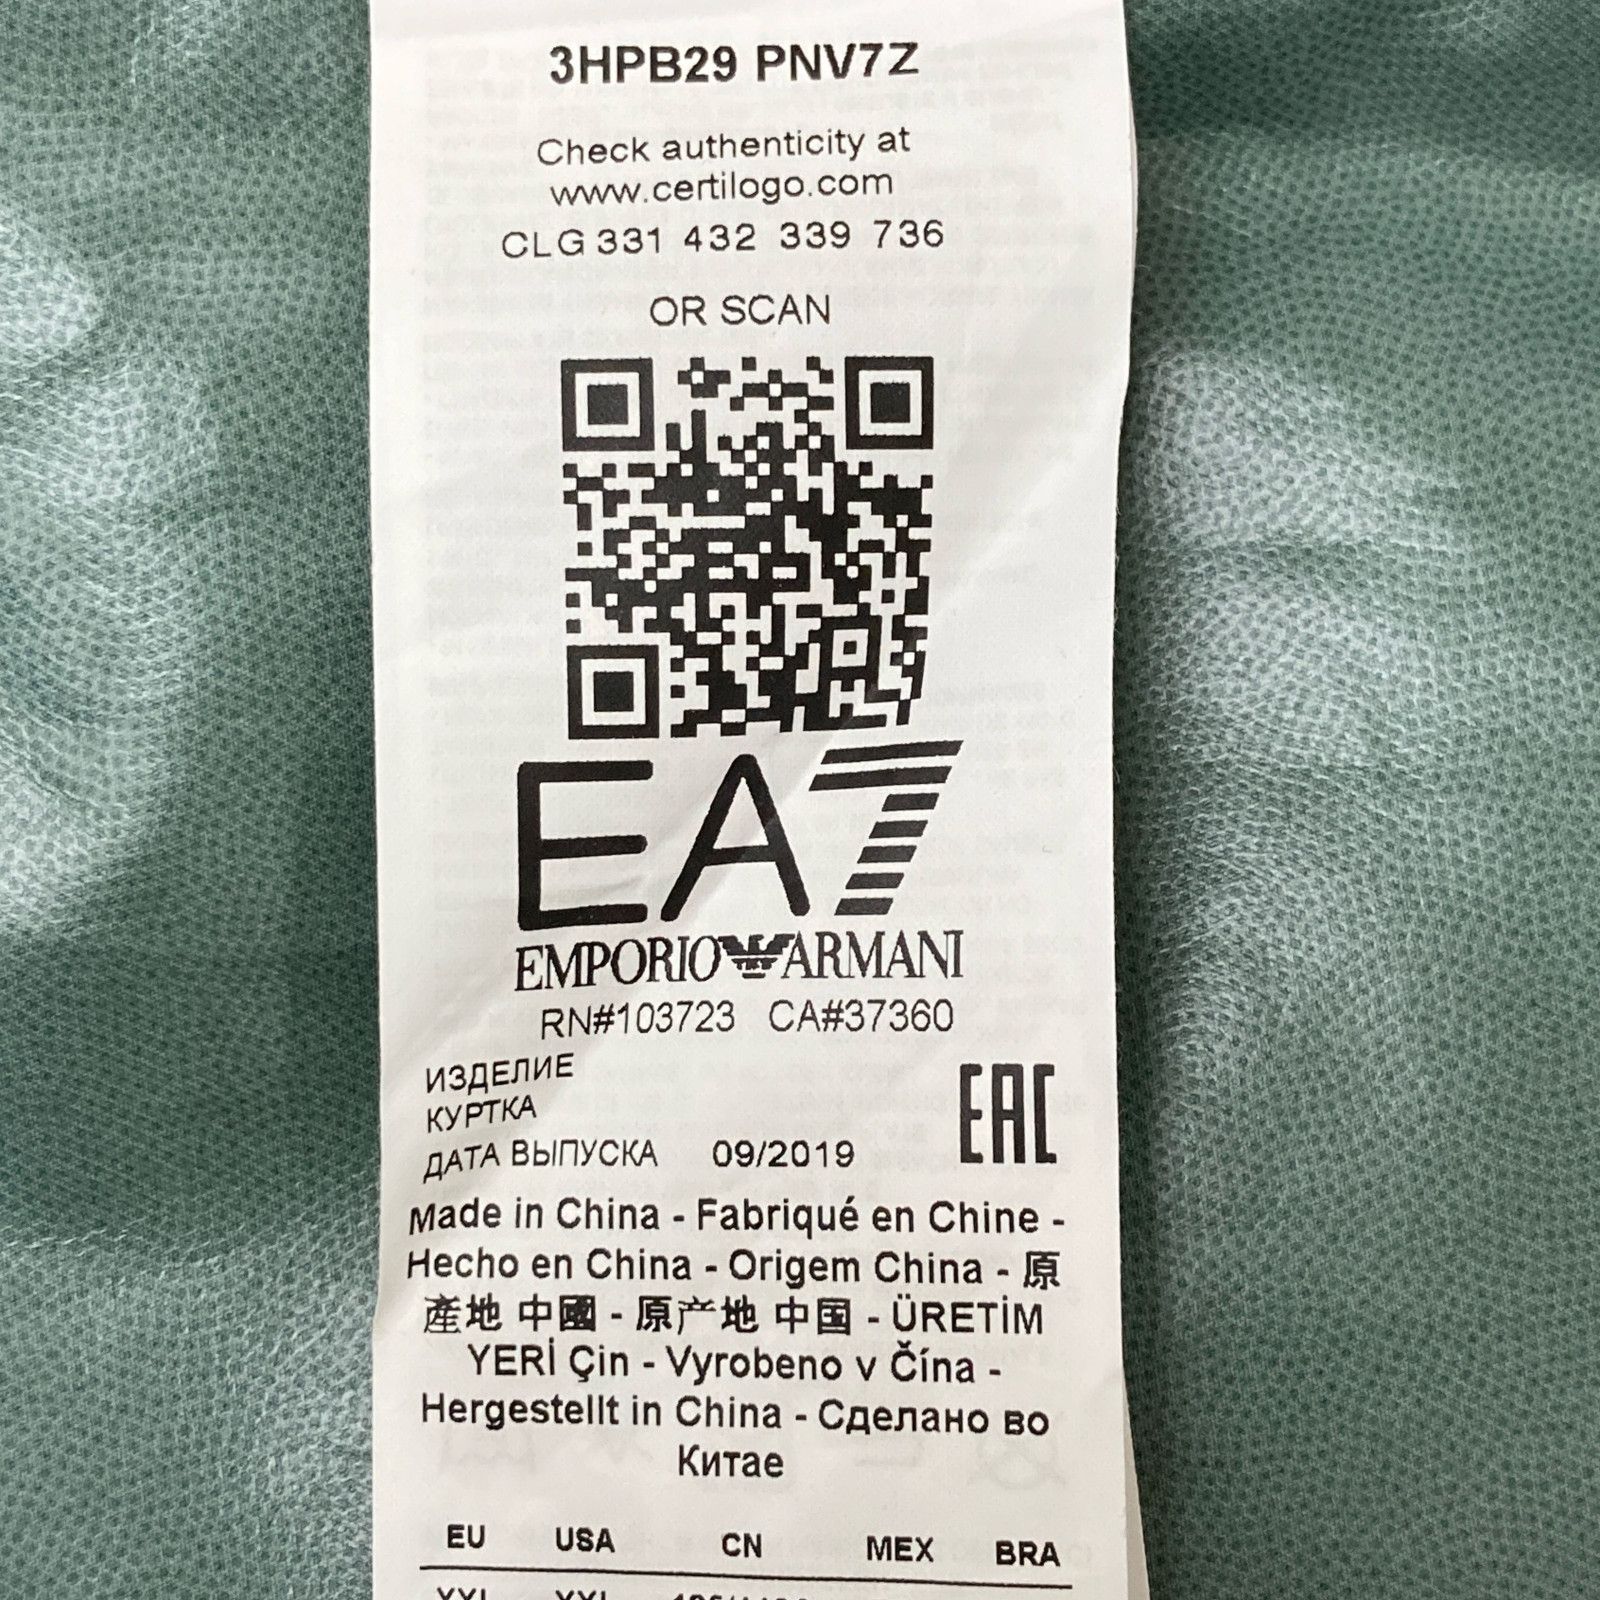 3HPB29 PNV7Z
Check authenticity at
www.certilogo.com
CLG 331 432 339 736
OR SCAN
EA7
EMPORIO ARMANI
RN#103723 CA#37360
ИЗДЕЛИЕ
КУРТКА
ДАТА ВЫПУСКА 09/2019
EAC
Made in China - Fabriqué en Chine -
Hecho en China - Origem China - 原
產地 中國 - 原产地 中国 - ÜRETİM
YERİ Çin - Vyrobeno v Čína -
Hergestellt in China - Сделано во
Китае
EU USA CN MEX BRA
XXL XXL